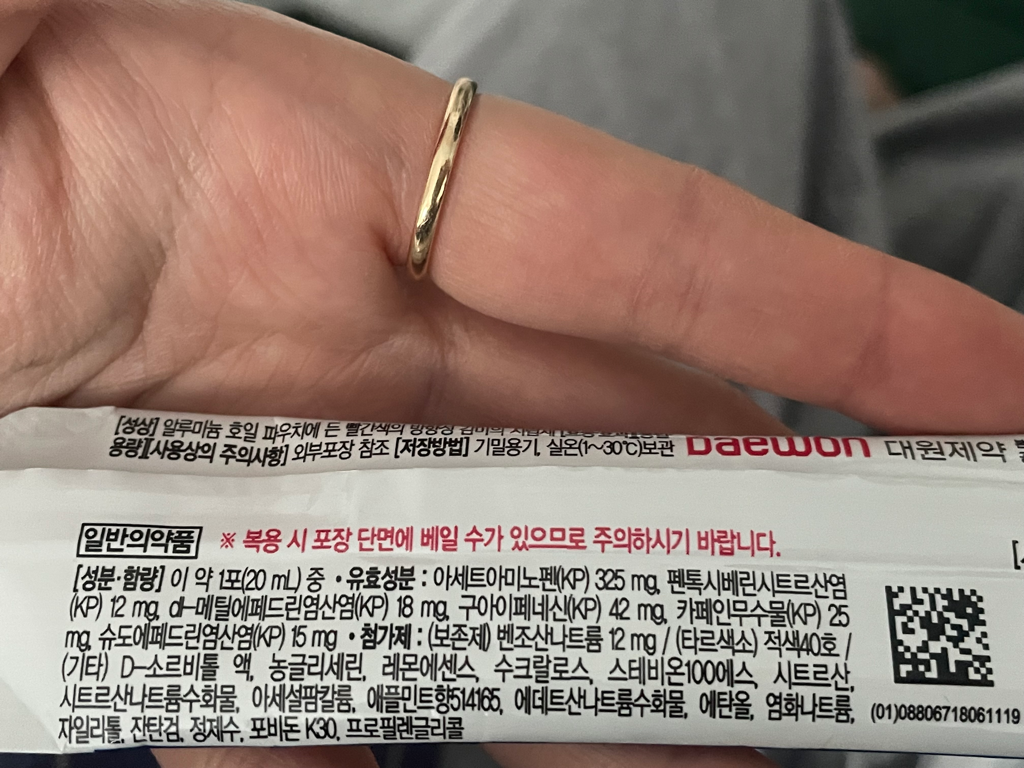 [성상] 알루미늄 호일 파우치에 든 빨간색의
용량][사용상의 주의사항] 외부포장 참조 [저장방법] 기밀용기, 실온(1~30℃)보관
Daewon 대원제약
일반의약품 ※ 복용 시 포장 단면에 베일 수가 있으므로 주의하시기 바랍니다.
[성분·함량] 이 약 1포(20 mL) 중 • 유효성분 : 아세트아미노펜(KP) 325 mg, 펜톡시베린시트르산염
(KP) 12 mg, dl-메틸에페드린염산염(KP) 18 mg, 구아이페네신(KP) 42 mg, 카페인무수물(KP) 25
mg, 슈도에페드린염산염(KP) 15 mg • 첨가제 : (보존제) 벤조산나트륨 12 mg / (타르색소) 적색40호 /
(기타) D-소르비톨 액, 농글리세린, 레몬에센스, 수크랄로스, 스테비온100에스, 시트르산,
시트르산나트륨수화물, 아세설팜칼륨, 애플민트향514165, 에데트산나트륨수화물, 에탄올, 염화나트륨,
자일리톨, 잔탄검, 정제수, 포비돈 K30, 프로필렌글리콜
(01)08806718061119